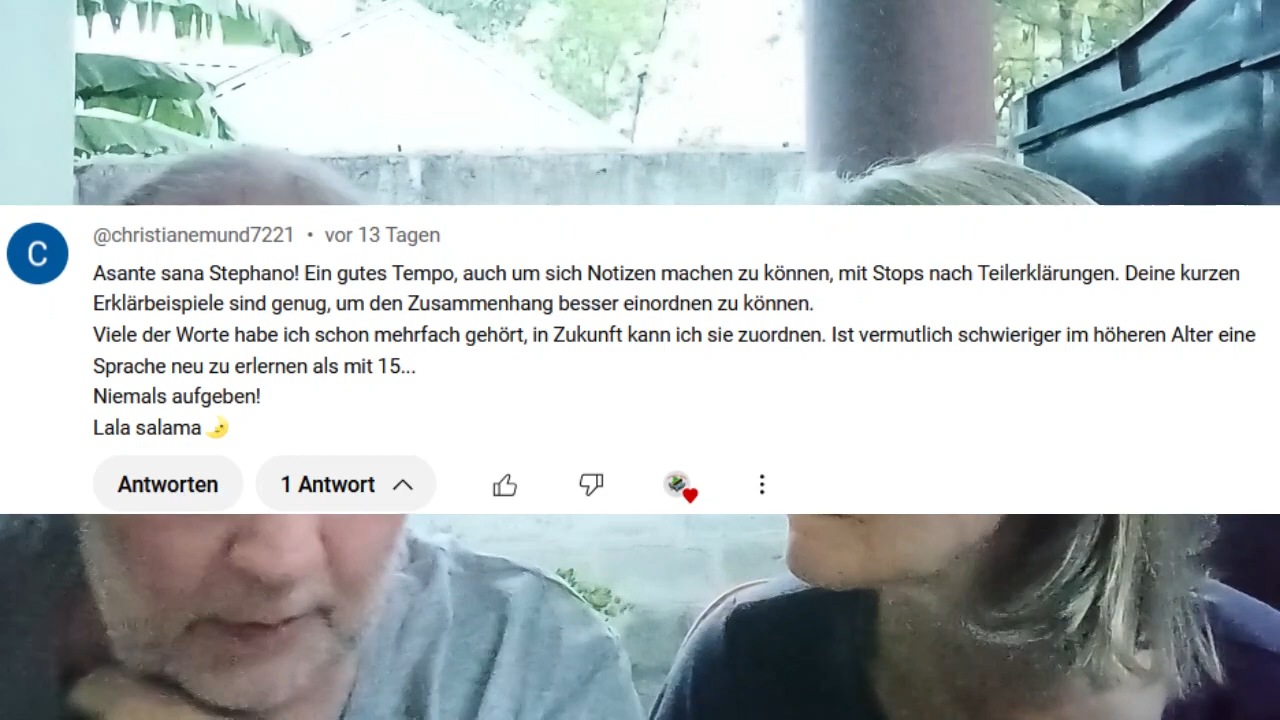 C
@christianemund7221 • vor 13 Tagen
Asante sana Stephano! Ein gutes Tempo, auch um sich Notizen machen zu können, mit Stops nach Teilerklärungen. Deine kurzen
Erklärbeispiele sind genug, um den Zusammenhang besser einordnen zu können.
Viele der Worte habe ich schon mehrfach gehört, in Zukunft kann ich sie zuordnen. Ist vermutlich schwieriger im höheren Alter eine
Sprache neu zu erlernen als mit 15...
Niemals aufgeben!
Lala salama 🌛
Antworten 1 Antwort